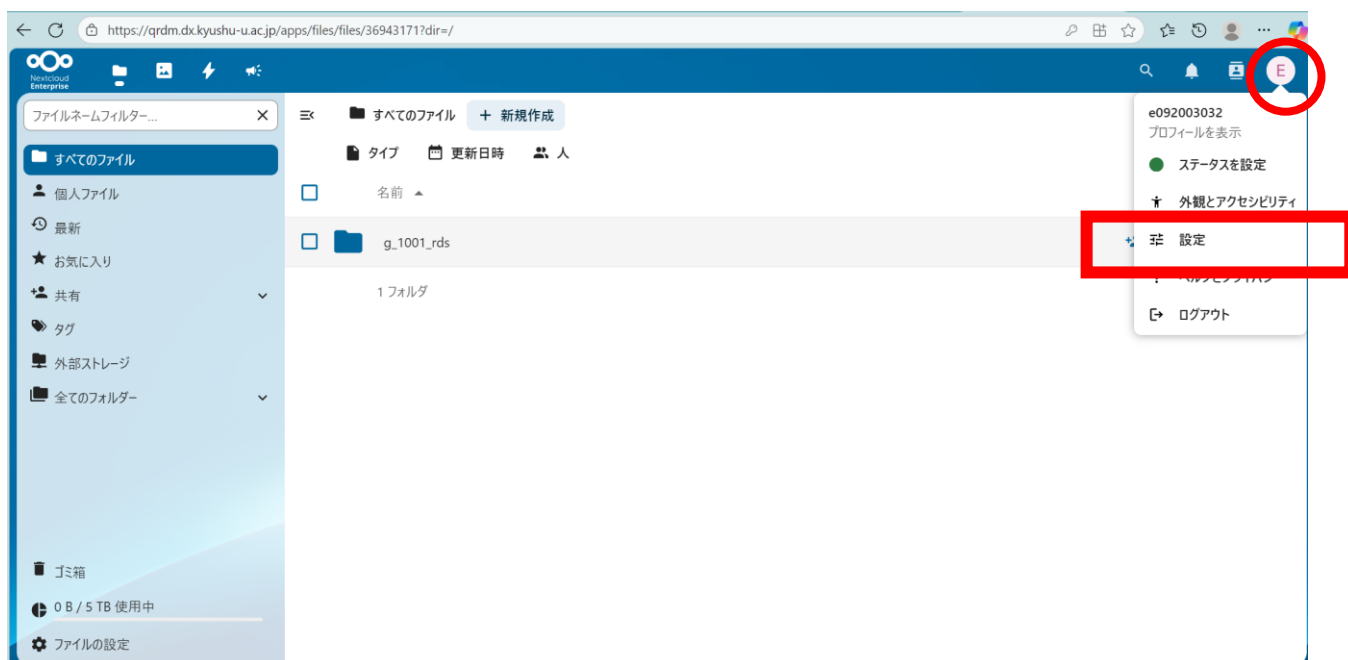 https://qrdm.dx.kyushu-u.ac.jp/apps/files/files/36943171?dir=/
Nextcloud
Enterprise
E
ファイルネームフィルター...
すべてのファイル
個人ファイル
最新
お気に入り
共有
タグ
外部ストレージ
全てのフォルダー
ゴミ箱
0 B / 5 TB 使用中
ファイルの設定
すべてのファイル + 新規作成
タイプ 更新日時 人
名前
g_1001_rds
1 フォルダ
e092003032
プロフィールを表示
ステータスを設定
外観とアクセシビリティ
設定
ログアウト